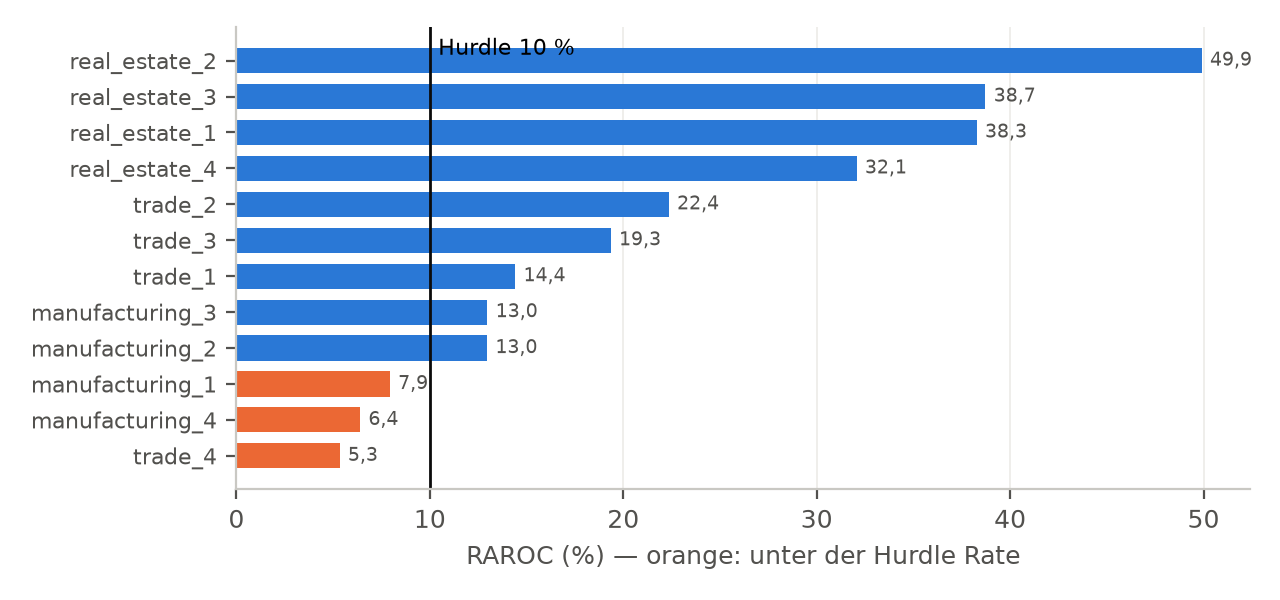 Hurdle 10 %
real_estate_2 49,9
real_estate_3 38,7
real_estate_1 38,3
real_estate_4 32,1
trade_2 22,4
trade_3 19,3
trade_1 14,4
manufacturing_3 13,0
manufacturing_2 13,0
manufacturing_1 7,9
manufacturing_4 6,4
trade_4 5,3
0 10 20 30 40 50
RAROC (%) — orange: unter der Hurdle Rate